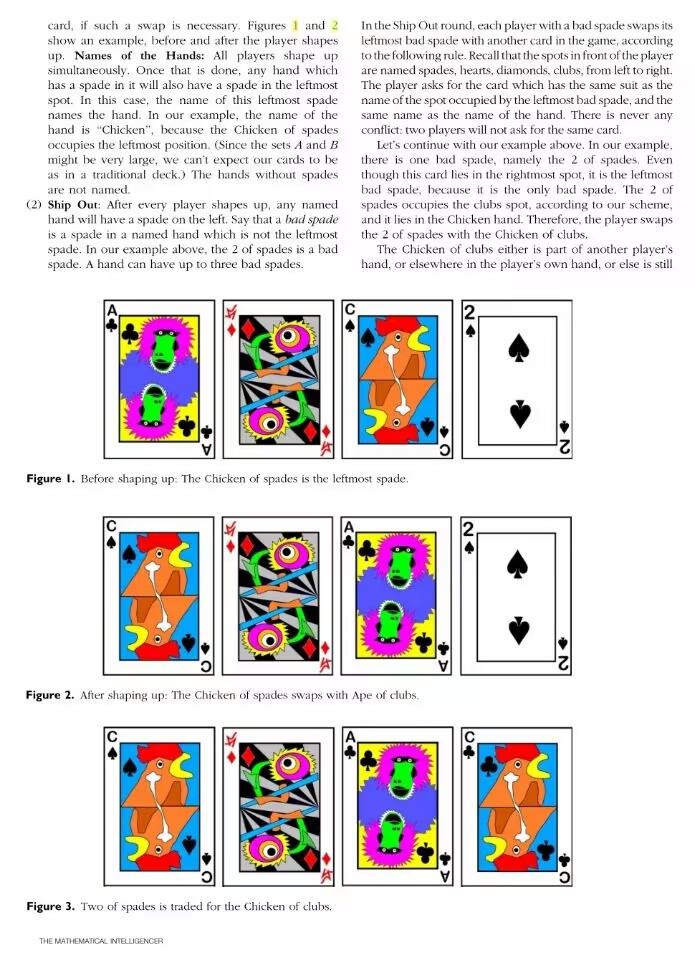 card, if such a swap is necessary. Figures 1 and 2
show an example, before and after the player shapes
up. Names of the Hands: All players shape up
simultaneously. Once that is done, any hand which
has a spade in it will also have a spade in the leftmost
spot. In this case, the name of this leftmost spade
names the hand. In our example, the name of the
hand is "Chicken", because the Chicken of spades
occupies the leftmost position. (Since the sets A and B
might be very large, we can't expect our cards to be
as in a traditional deck.) The hands without spades
are not named.
(2) Ship Out: After every player shapes up, any named
hand will have a spade on the left. Say that a bad spade
is a spade in a named hand which is not the leftmost
spade. In our example above, the 2 of spades is a bad
spade. A hand can have up to three bad spades.
In the Ship Out round, each player with a bad spade swaps its
leftmost bad spade with another card in the game, according
to the following rule. Recall that the spots in front of the player
are named spades, hearts, diamonds, clubs, from left to right.
The player asks for the card which has the same suit as the
name of the spot occupied by the leftmost bad spade, and the
same name as the name of the hand. There is never any
conflict: two players will not ask for the same card.
Let's continue with our example above. In our example,
there is one bad spade, namely the 2 of spades. Even
though this card lies in the rightmost spot, it is the leftmost
bad spade, because it is the only bad spade. The 2 of
spades occupies the clubs spot, according to our scheme,
and it lies in the Chicken hand. Therefore, the player swaps
the 2 of spades with the Chicken of clubs.
The Chicken of clubs either is part of another player's
hand, or elsewhere in the player's own hand, or else is still
A
A
C
C
2
2
Figure 1. Before shaping up: The Chicken of spades is the leftmost spade.
C
C
A
A
2
2
Figure 2. After shaping up: The Chicken of spades swaps with Ape of clubs.
C
C
A
A
C
C
Figure 3. Two of spades is traded for the Chicken of clubs.
THE MATHEMATICAL INTELLIGENCER